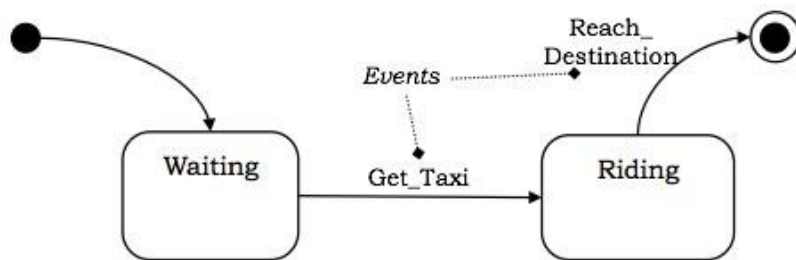 Reach_
Destination
Events
Waiting
Get_Taxi
Riding